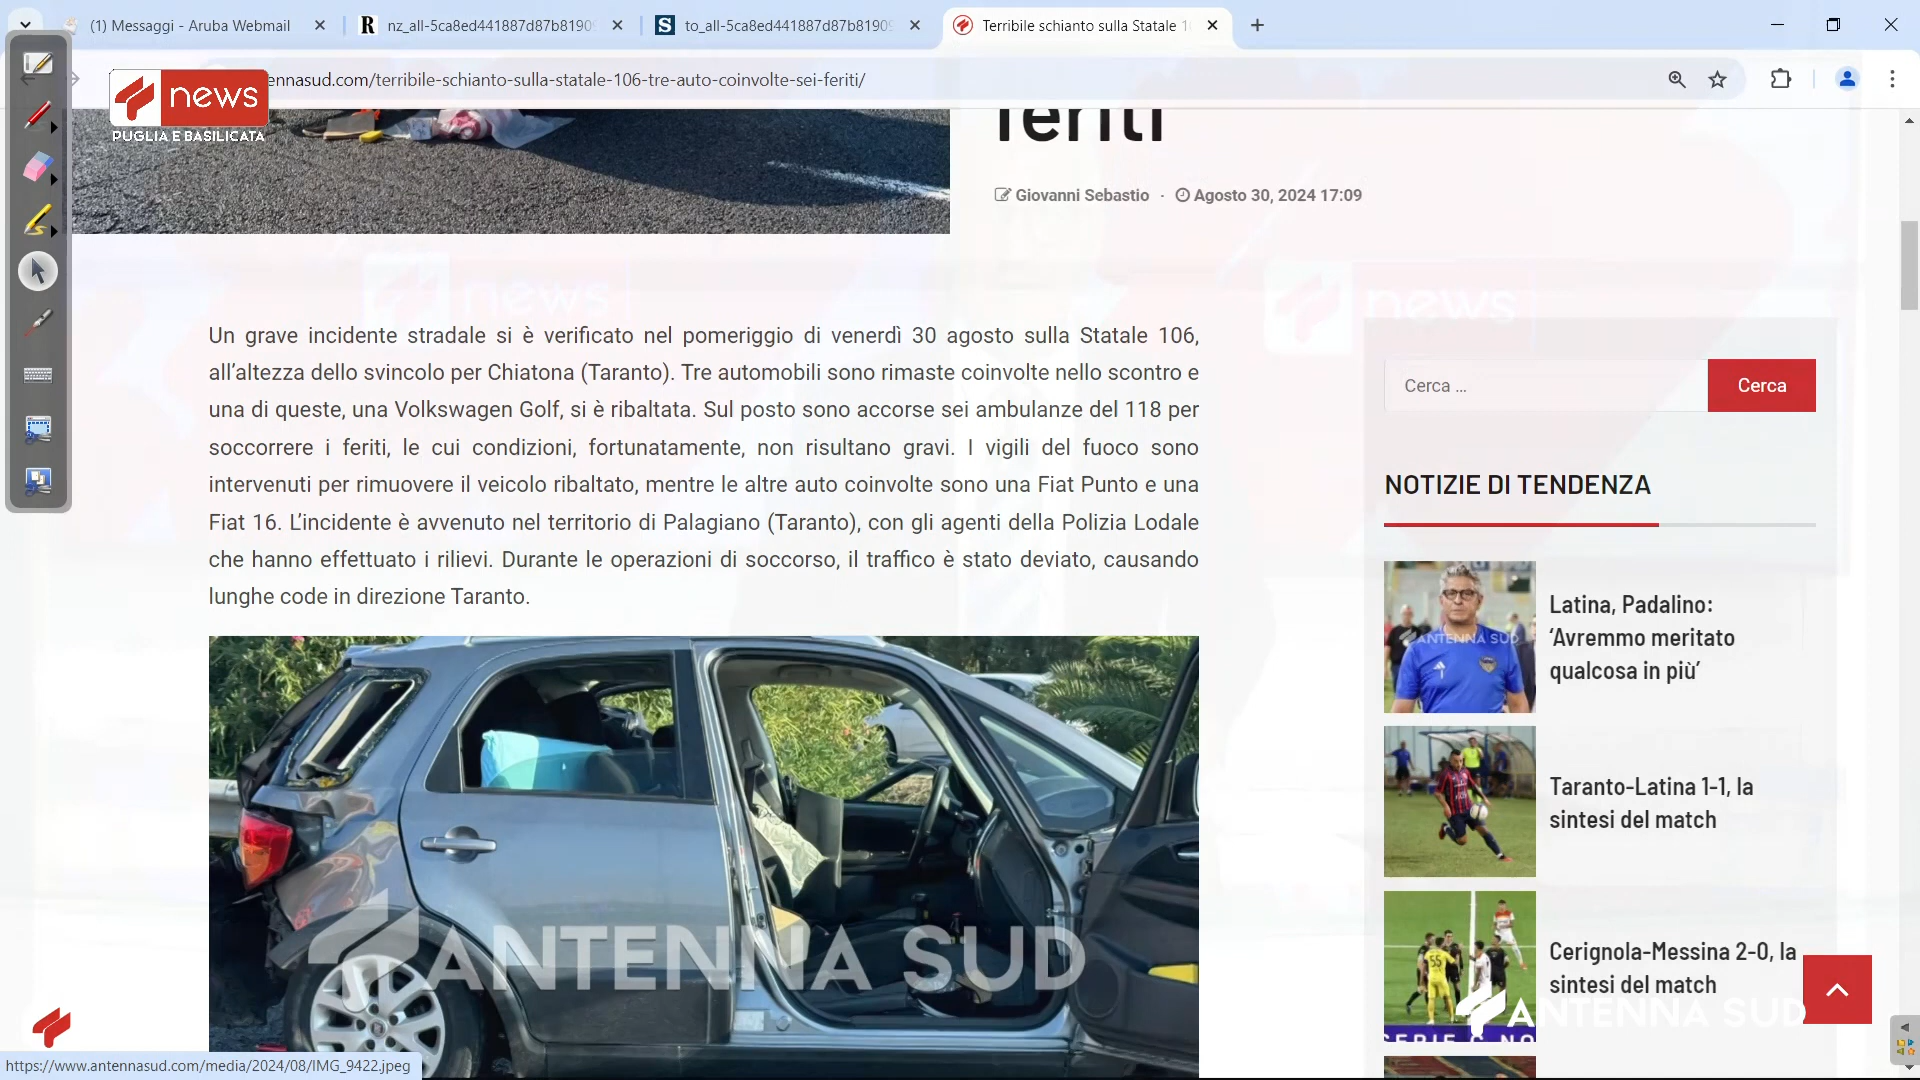 (1) Messaggi - Aruba Webmail
nz_all-5ca8ed441887d87b8190
to_all-5ca8ed441887d87b8190
Terribile schianto sulla Statale 1
ennasud.com/terribile-schianto-sulla-statale-106-tre-auto-coinvolte-sei-feriti/
news
PUGLIA E BASILICATA
feriti
Giovanni Sebastio · Agosto 30, 2024 17:09
news
news
Un grave incidente stradale si è verificato nel pomeriggio di venerdì 30 agosto sulla Statale 106,
all’altezza dello svincolo per Chiatona (Taranto). Tre automobili sono rimaste coinvolte nello scontro e
una di queste, una Volkswagen Golf, si è ribaltata. Sul posto sono accorse sei ambulanze del 118 per
soccorrere i feriti, le cui condizioni, fortunatamente, non risultano gravi. I vigili del fuoco sono
intervenuti per rimuovere il veicolo ribaltato, mentre le altre auto coinvolte sono una Fiat Punto e una
Fiat 16. L’incidente è avvenuto nel territorio di Palagiano (Taranto), con gli agenti della Polizia Lodale
che hanno effettuato i rilievi. Durante le operazioni di soccorso, il traffico è stato deviato, causando
lunghe code in direzione Taranto.
ANTENNA SUD
Cerca ...
Cerca
NOTIZIE DI TENDENZA
ANTENNA SUD
Latina, Padalino:
‘Avremmo meritato
qualcosa in più’
Taranto-Latina 1-1, la
sintesi del match
55
Cerignola-Messina 2-0, la
sintesi del match
ANTENNA SUD
SERIE C NO
https://www.antennasud.com/media/2024/08/IMG_9422.jpeg